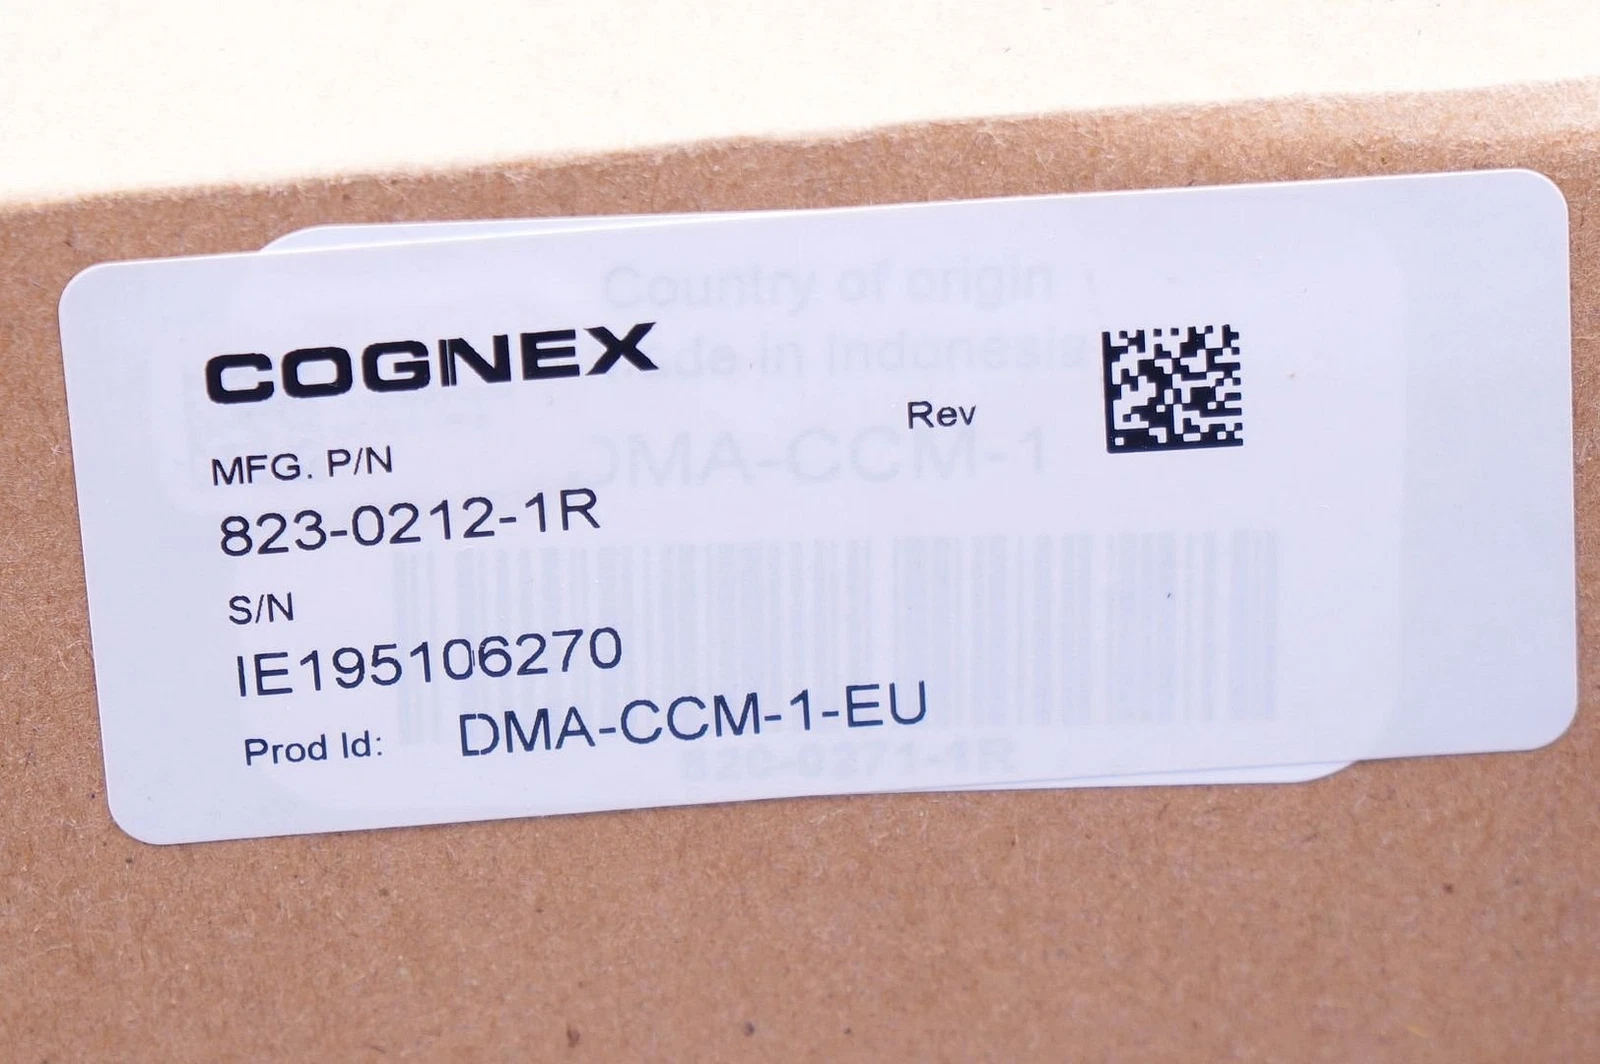 COGNEX
Rev
MFG. P/N
823-0212-1R
S/N
IE195106270
Prod Id: DMA-CCM-1-EU
Country of origin
Made in Indonesia
DMA-CCM-1
820-0271-1R